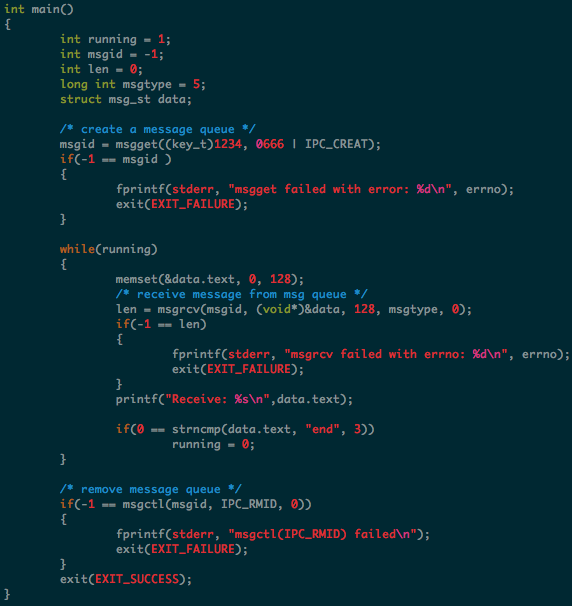 int main()
{
        int running = 1;
        int msgid = -1;
        int len = 0;
        long int msgtype = 5;
        struct msg_st data;

        /* create a message queue */
        msgid = msgget((key_t)1234, 0666 | IPC_CREAT);
        if(-1 == msgid )
        {
                fprintf(stderr, "msgget failed with error: %d\n", errno);
                exit(EXIT_FAILURE);
        }

        while(running)
        {
                memset(&data.text, 0, 128);
                /* receive message from msg queue */
                len = msgrcv(msgid, (void*)&data, 128, msgtype, 0);
                if(-1 == len)
                {
                        fprintf(stderr, "msgrcv failed with errno: %d\n", errno);
                        exit(EXIT_FAILURE);
                }
                printf("Receive: %s\n",data.text);

                if(0 == strncmp(data.text, "end", 3))
                        running = 0;
        }

        /* remove message queue */
        if(-1 == msgctl(msgid, IPC_RMID, 0))
        {
                fprintf(stderr, "msgctl(IPC_RMID) failed\n");
                exit(EXIT_FAILURE);
        }
        exit(EXIT_SUCCESS);
}